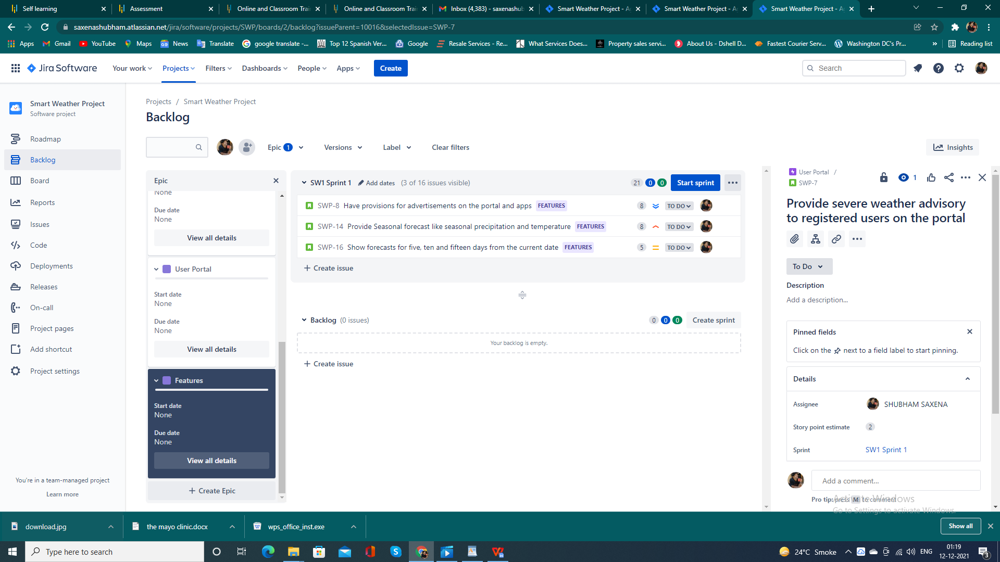 Self learning
Assessment
Online and Classroom Trai
Online and Classroom Trai
Inbox (4,383) - saxenashub
Smart Weather Project - A
Smart Weather Project - A
Smart Weather Project - A
saxenashubham.atlassian.net/jira/software/projects/SWP/boards/2/backlog?issueParent=10016&selectedIssue=SWP-7
Apps
Gmail
YouTube
Maps
News
Translate
google translate -...
Top 12 Spanish Ver...
Google
Resale Services - Re...
What Services Does...
Property sales servi...
About Us - Dshell D...
Fastest Courier Serv...
Washington DC's Pr...
»
Reading list
Jira Software
Your work
Projects
Filters
Dashboards
People
Apps
Create
Search
Smart Weather Project
Software project
Roadmap
Backlog
Board
Reports
Issues
Code
Deployments
Releases
On-call
Project pages
Add shortcut
Project settings
You're in a team-managed project
Learn more
Projects / Smart Weather Project
Backlog
Epic 1
Versions
Label
Clear filters
Insights
Epic
None
Due date
None
View all details
User Portal
Start date
None
Due date
None
View all details
Features
Start date
None
Due date
None
View all details
+ Create Epic
SW1 Sprint 1 Add dates (3 of 16 issues visible)
21 0 0
Start sprint
SWP-8 Have provisions for advertisements on the portal and apps FEATURES 8 TO DO
SWP-14 Provide Seasonal forecast like seasonal precipitation and temperature FEATURES 8 TO DO
SWP-16 Show forecasts for five, ten and fifteen days from the current date FEATURES 5 TO DO
+ Create issue
Backlog (0 issues)
0 0 0
Create sprint
Your backlog is empty.
+ Create issue
User Portal /
SWP-7
1
Provide severe weather advisory
to registered users on the portal
To Do
Description
Add a description...
Pinned fields
Click on the next to a field label to start pinning.
Details
Assignee SHUBHAM SAXENA
Story point estimate 2
Sprint SW1 Sprint 1
Add a comment...
Pro tip: press M to comment
Activate Windows
Go to Settings to activate Windows.
download.jpg
the mayo clinic.docx
wps_office_inst.exe
Show all
Type here to search
24°C Smoke
ENG
01:19
12-12-2021
3